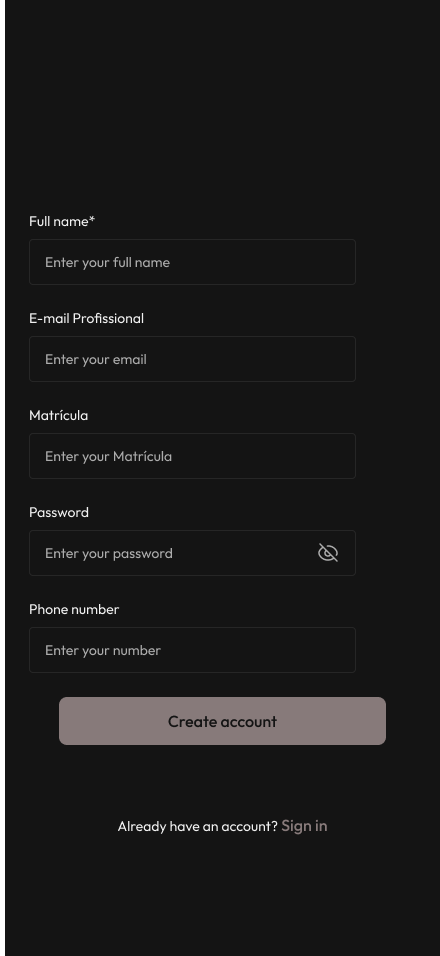 Full name*
Enter your full name
E-mail Profissional
Enter your email
Matrícula
Enter your Matrícula
Password
Enter your password
Phone number
Enter your number
Create account
Already have an account? Sign in